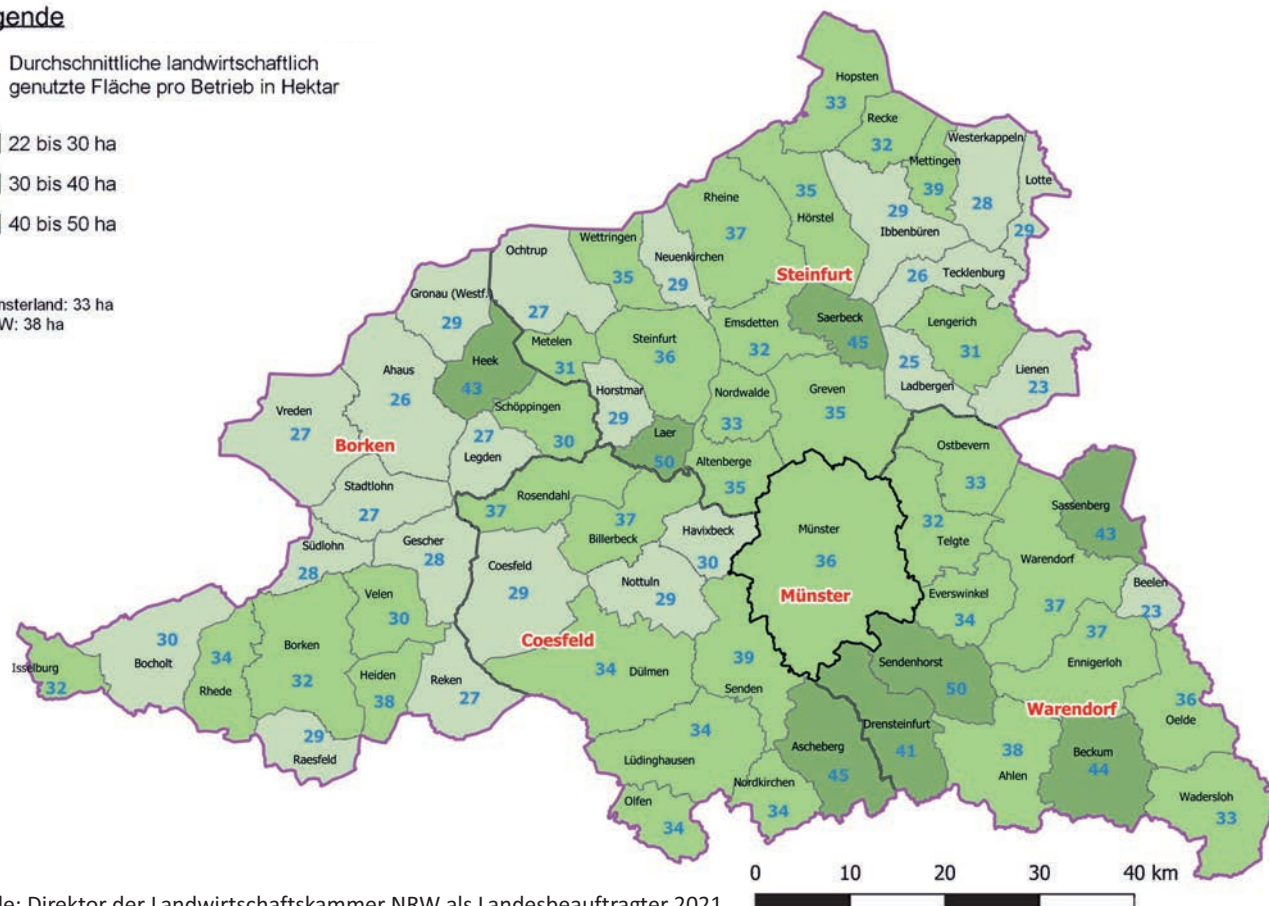 gende
Durchschnittliche landwirtschaftlich
genutzte Fläche pro Betrieb in Hektar
22 bis 30 ha
30 bis 40 ha
40 bis 50 ha
nsterland: 33 ha
W: 38 ha
Hopsten
33
Recke
32
Westerkappeln
28
Mettingen
39
Lotte
29
Rheine
37
35
Hörstel
29
Ibbenbüren
Ochtrup
27
Wettringen
35
Neuenkirchen
29
Steinfurt
26
Tecklenburg
Gronau (Westf.
29
Metelen
31
Steinfurt
36
Emsdetten
32
Saerbeck
45
Lengerich
31
Heek
43
25
Ladbergen
Lienen
23
Ahaus
26
Schöppingen
30
Horstmar
29
Nordwalde
33
Greven
35
Vreden
27
Borken
27
Legden
Laer
50
Altenberge
35
Ostbevern
33
Stadtlohn
27
Rosendahl
37
37
Billerbeck
Havixbeck
30
Münster
36
Münster
32
Telgte
Sassenberg
43
Südlohn
28
Gescher
28
Coesfeld
29
Nottuln
29
Warendorf
37
Beelen
23
Everswinkel
34
Velen
30
Coesfeld
37
Ennigerloh
30
Bocholt
34
Rhede
Borken
32
Heiden
38
Reken
27
34
Dülmen
39
Senden
Sendenhorst
50
Isselburg
32
Warendorf
36
Oelde
29
Raesfeld
34
Lüdinghausen
Ascheberg
45
Drensteinfurt
41
38
Ahlen
Beckum
44
Nordkirchen
34
Olfen
34
Wadersloh
33
0 10 20 30 40 km
le: Direktor der Landwirtschaftskammer NRW als Landesbeauftragter 2021